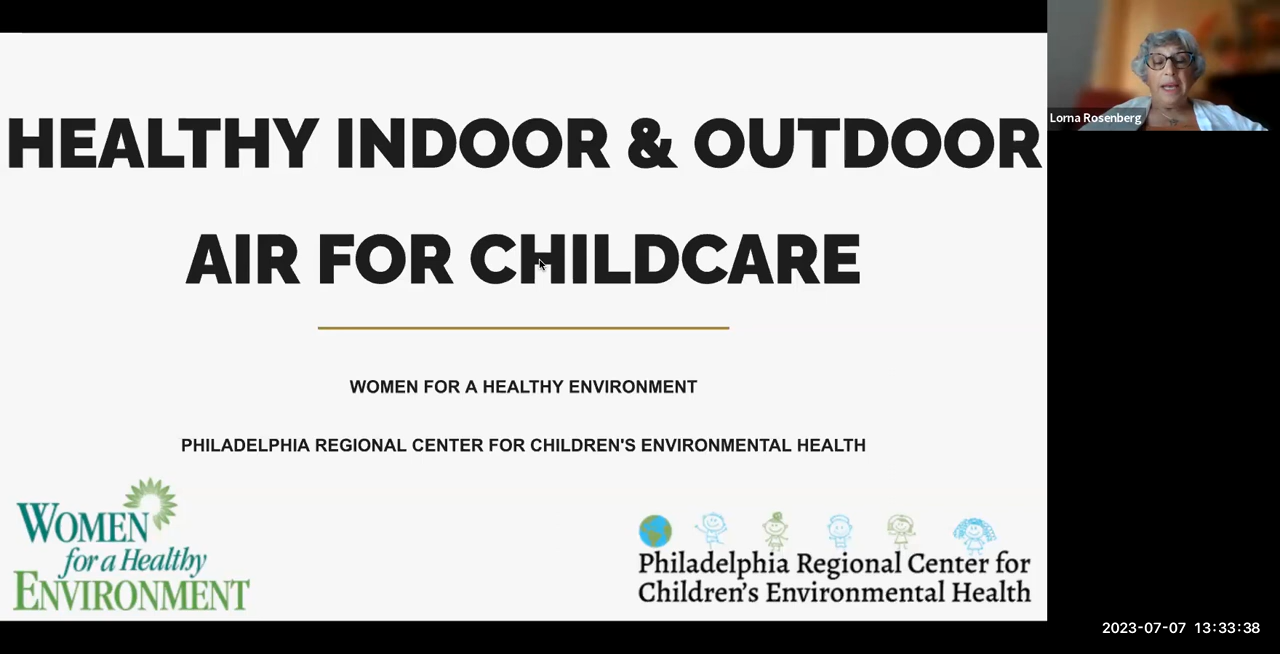 HEALTHY INDOOR & OUTDOOR
AIR FOR CHILDCARE
WOMEN FOR A HEALTHY ENVIRONMENT
PHILADELPHIA REGIONAL CENTER FOR CHILDREN'S ENVIRONMENTAL HEALTH
WOMEN
for a Healthy
ENVIRONMENT
Philadelphia Regional Center for
Children's Environmental Health
Lorna Rosenberg
2023-07-07 13:33:38